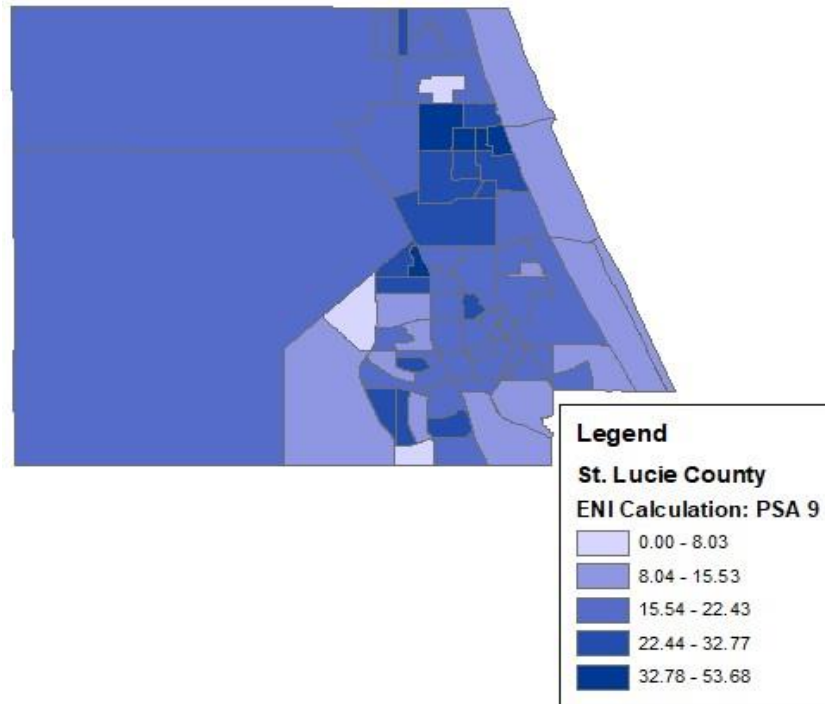 Legend
St. Lucie County
ENI Calculation: PSA 9
0.00 - 8.03
8.04 - 15.53
15.54 - 22.43
22.44 - 32.77
32.78 - 53.68